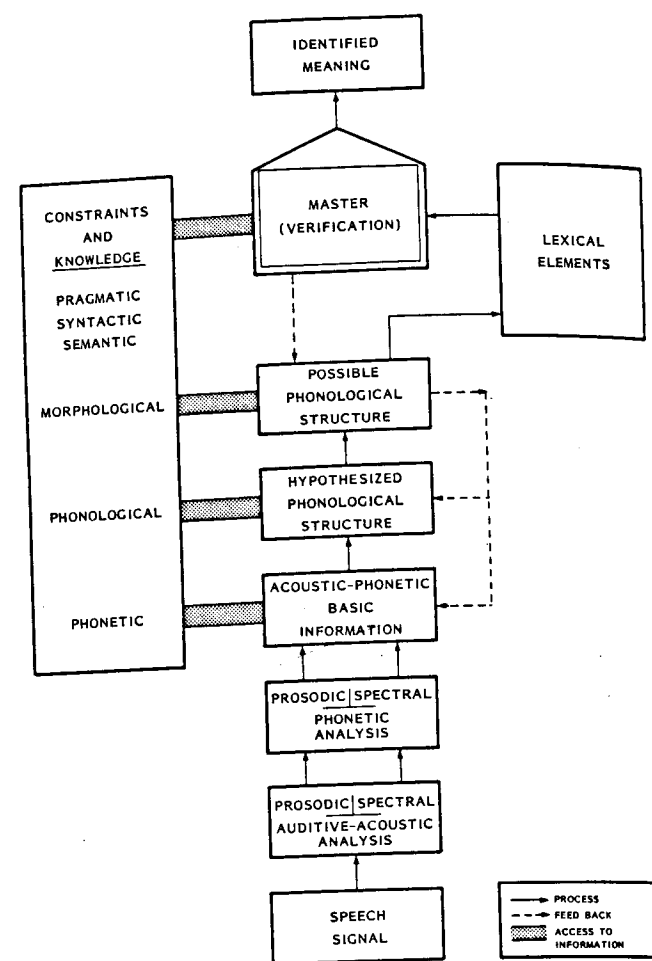 IDENTIFIED
MEANING
MASTER
(VERIFICATION)
LEXICAL
ELEMENTS
CONSTRAINTS
AND
KNOWLEDGE
PRAGMATIC
SYNTACTIC
SEMANTIC
MORPHOLOGICAL
PHONOLOGICAL
PHONETIC
POSSIBLE
PHONOLOGICAL
STRUCTURE
HYPOTHESIZED
PHONOLOGICAL
STRUCTURE
ACOUSTIC-PHONETIC
BASIC
INFORMATION
PROSODIC SPECTRAL
PHONETIC
ANALYSIS
PROSODIC SPECTRAL
AUDITIVE-ACOUSTIC
ANALYSIS
SPEECH
SIGNAL
PROCESS
FEED BACK
ACCESS TO
INFORMATION